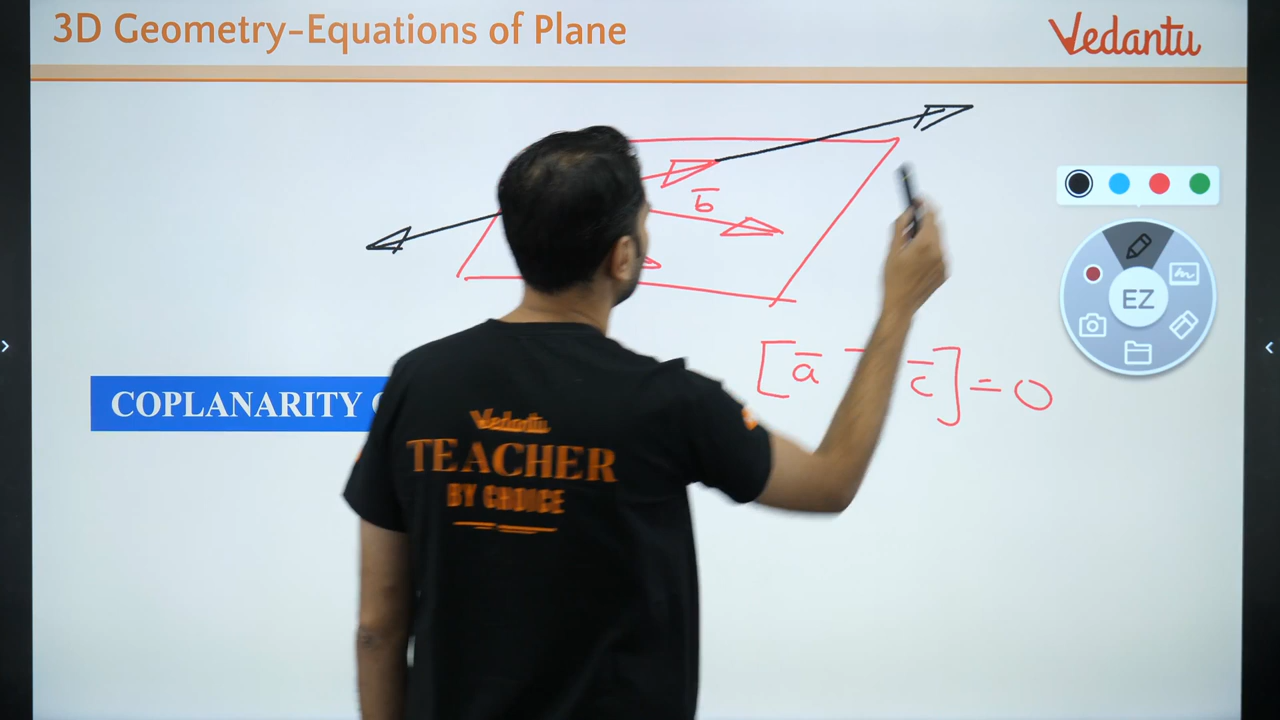 3D Geometry-Equations of Plane
Vedantu
b̅
EZ
[a̅ ‾ c̅] = 0
COPLANARITY
Vedantu
TEACHER
BY CHOICE